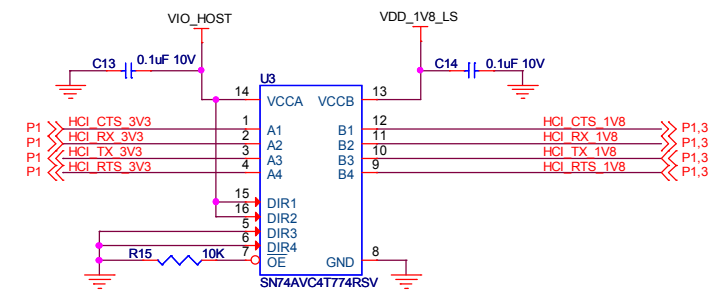 VIO_HOST
VDD_1V8_LS
C13
0.1uF 10V
C14
0.1uF 10V
U3
14
VCCA
VCCB
13
P1
HCI_CTS_3V3
1
A1
B1
12
HCI_CTS_1V8
P1,3
P1
HCI_RX_3V3
2
A2
B2
11
HCI_RX_1V8
P1,3
P1
HCI_TX_3V3
3
A3
B3
10
HCI_TX_1V8
P1,3
P1
HCI_RTS_3V3
4
A4
B4
9
HCI_RTS_1V8
P1,3
15
DIR1
16
DIR2
5
DIR3
6
DIR4
R15
10K
7
OE
GND
8
SN74AVC4T774RSV